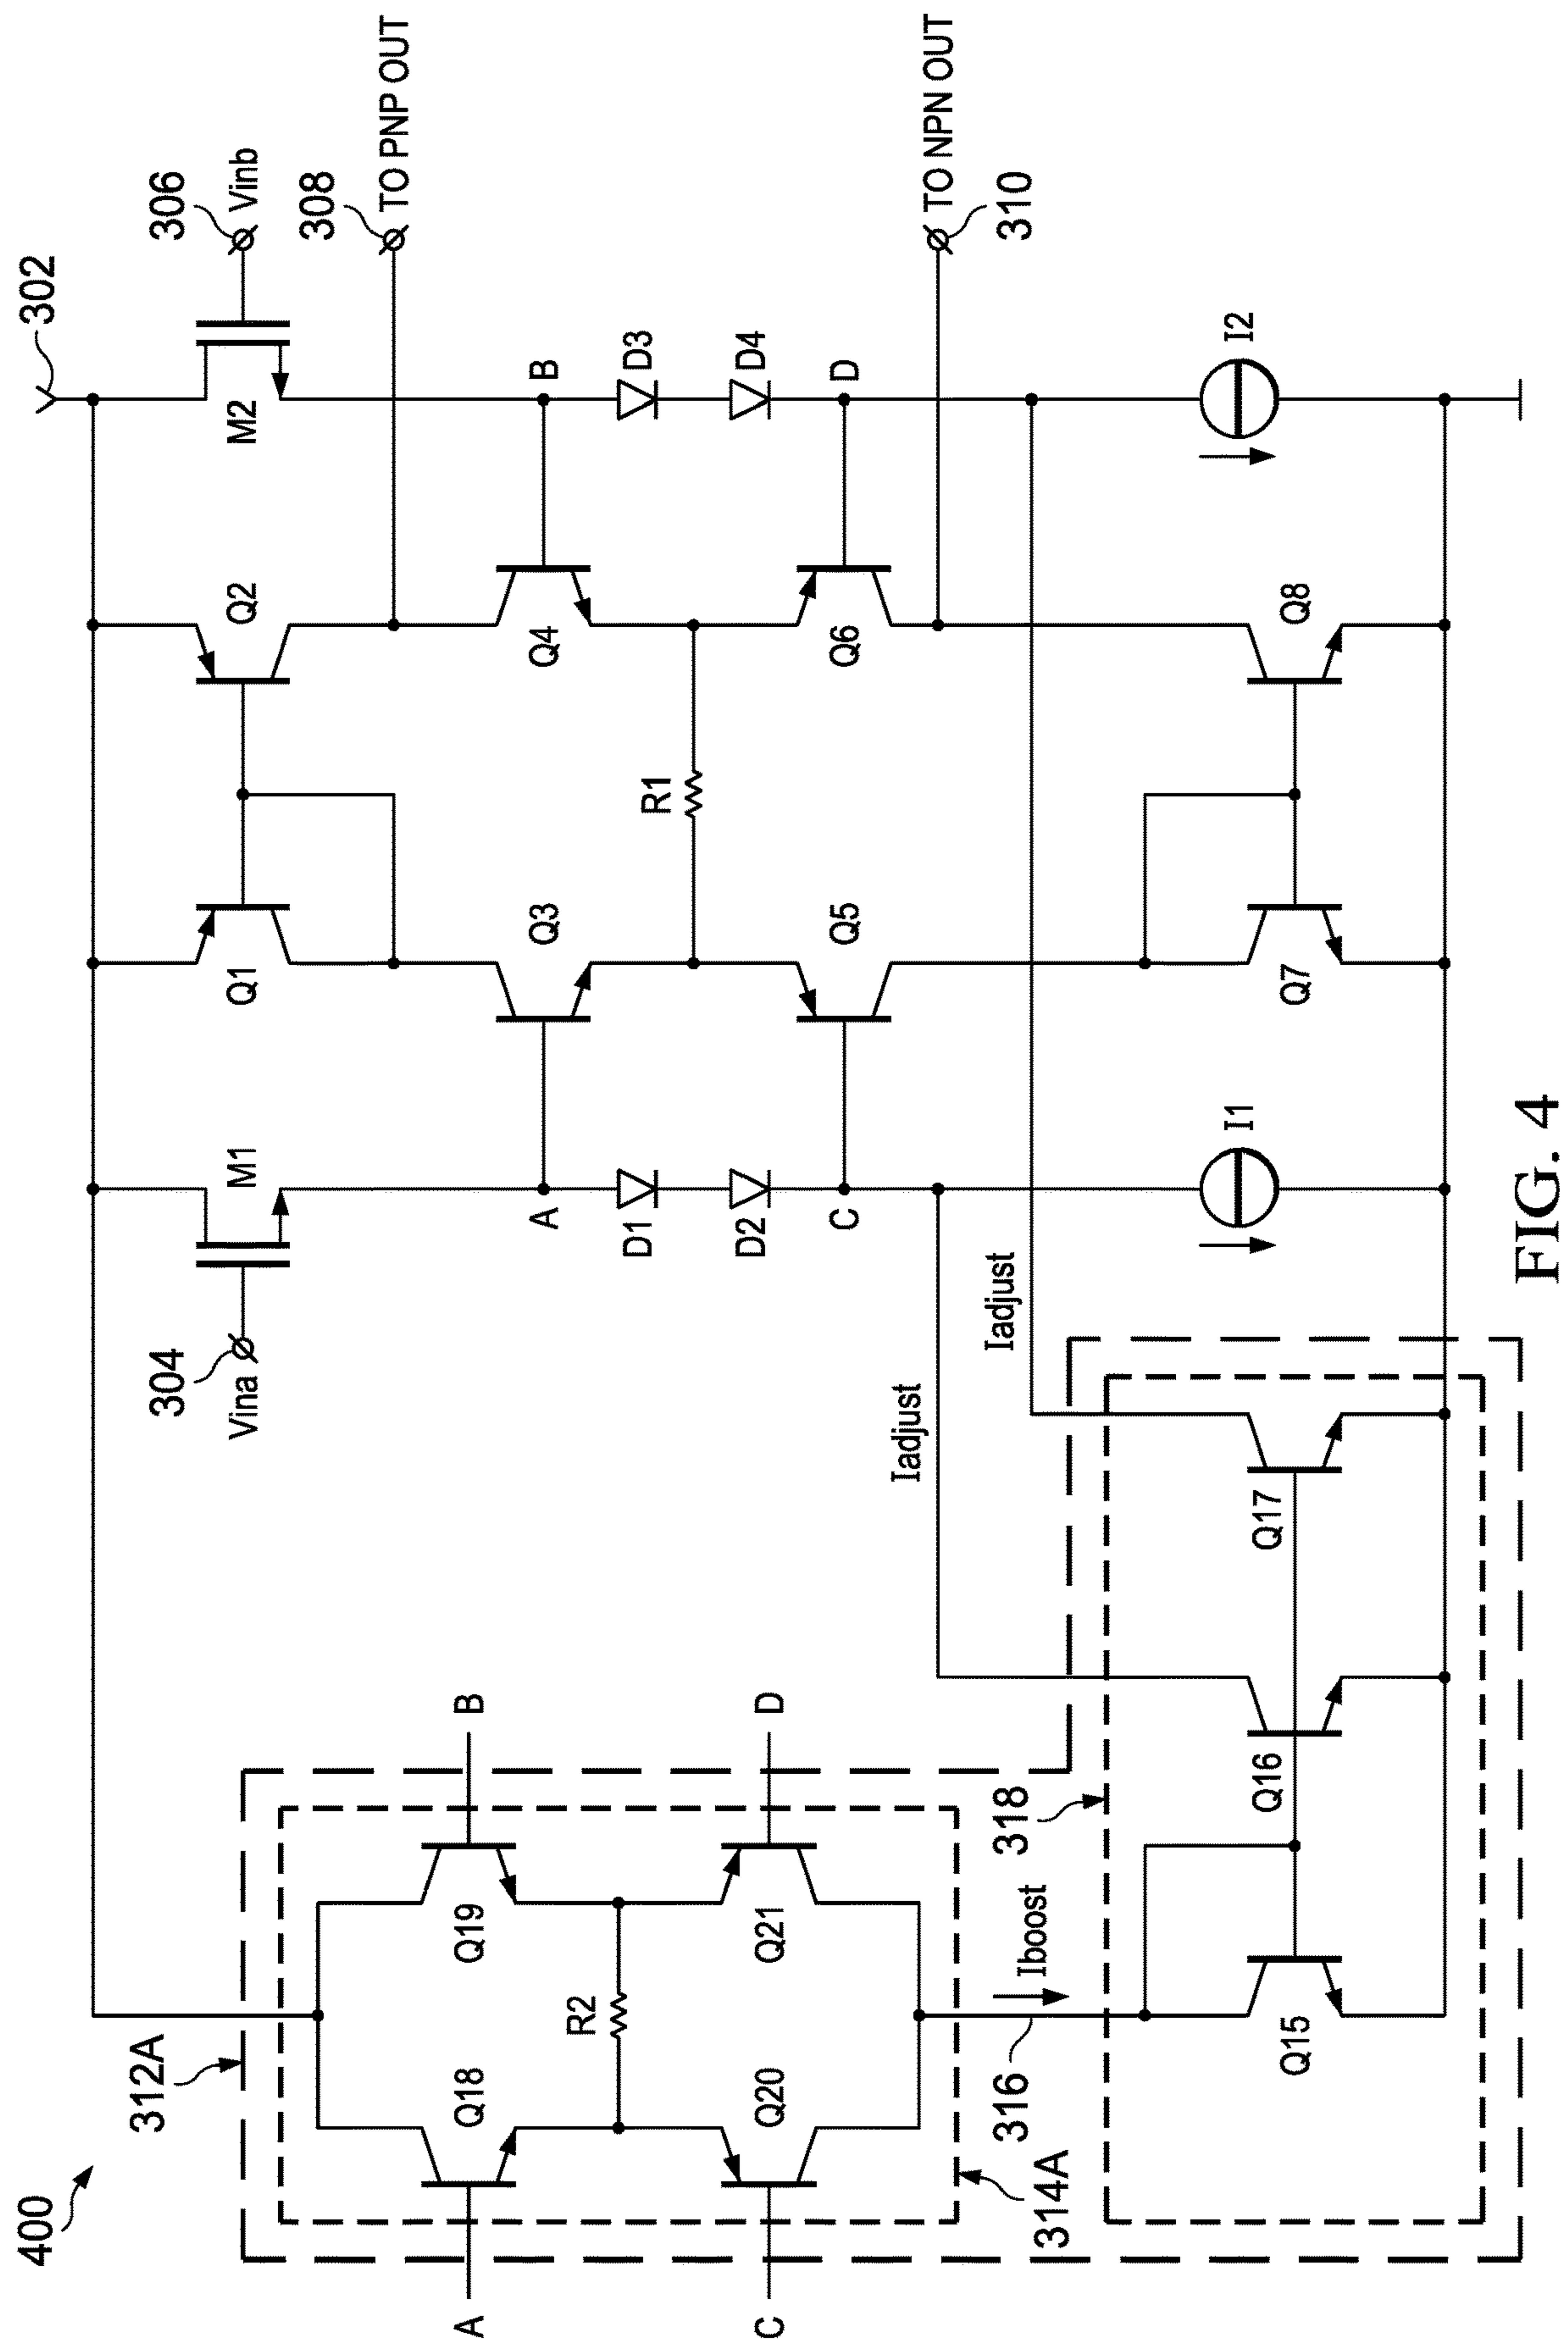 400
302
304
Vina
M1
Q1
Q2
M2
306
Vinb
308
TO PNP OUT
312A
A
Q18
Q19
B
A
Q3
Q4
B
D3
R2
D1
R1
D4
C
Q20
Q21
D
D2
C
Q5
Q6
D
314A
316
Iboost
318
Iadjust
Iadjust
310
TO NPN OUT
Q15
Q16
Q17
I1
Q7
Q8
I2
FIG. 4